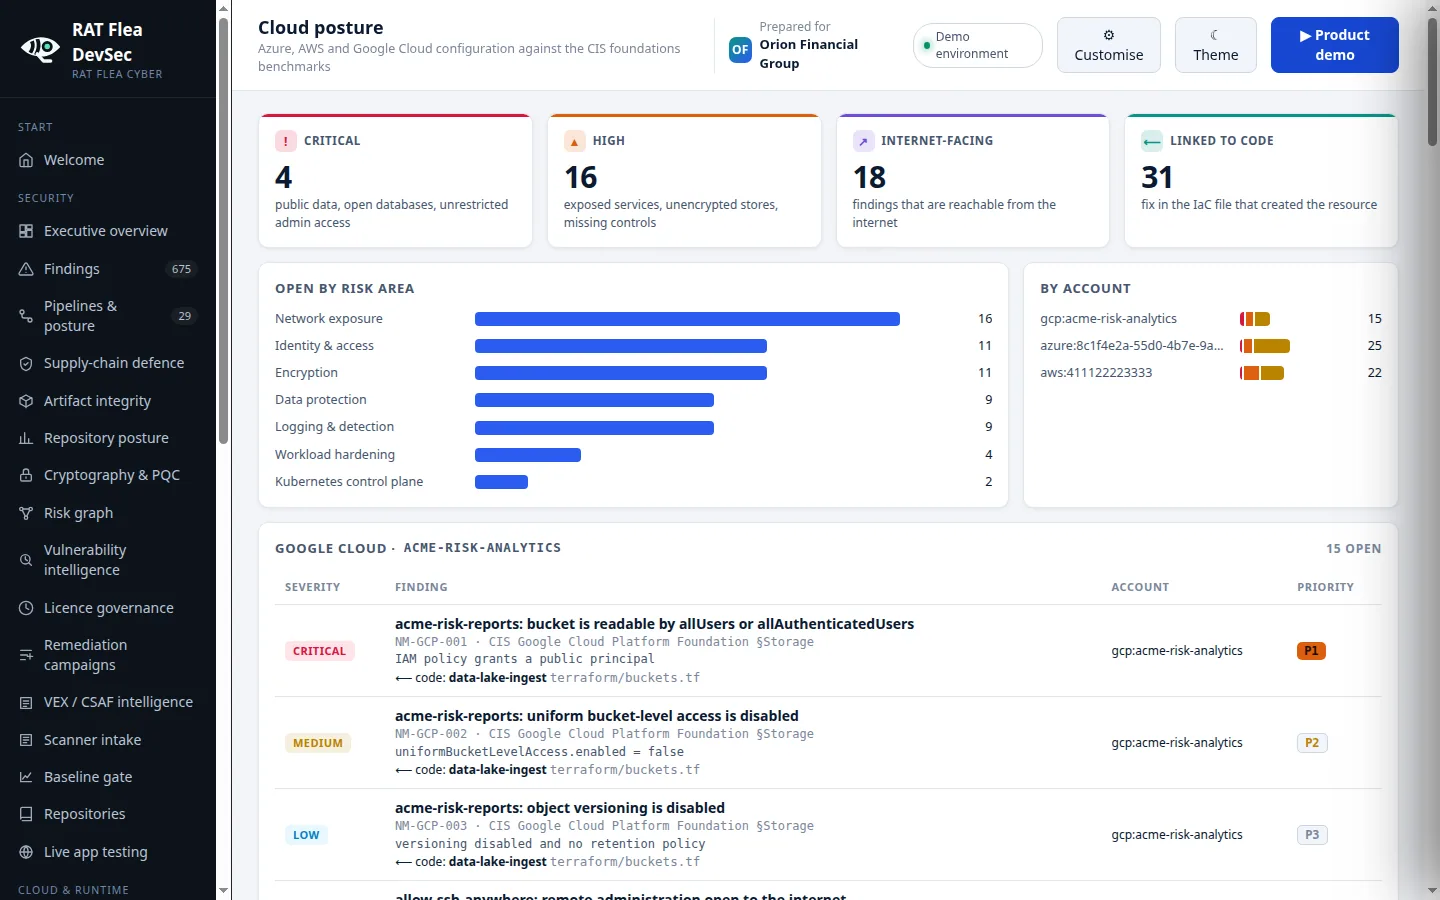 RAT Flea
DevSec
RAT FLEA CYBER
START
Welcome
SECURITY
Executive overview
Findings 675
Pipelines &
posture 29
Supply-chain defence
Artifact integrity
Repository posture
Cryptography & PQC
Risk graph
Vulnerability
intelligence
Licence governance
Remediation
campaigns
VEX / CSAF intelligence
Scanner intake
Baseline gate
Repositories
Live app testing
CLOUD & RUNTIME
Cloud posture
Azure, AWS and Google Cloud configuration against the CIS foundations
benchmarks
OF
Prepared for
Orion Financial
Group
Demo
environment
Customise
Theme
▶ Product
demo
! CRITICAL
4
public data, open databases, unrestricted
admin access
▲ HIGH
16
exposed services, unencrypted stores,
missing controls
↗ INTERNET-FACING
18
findings that are reachable from the
internet
⟵ LINKED TO CODE
31
fix in the IaC file that created the resource
OPEN BY RISK AREA
Network exposure 16
Identity & access 11
Encryption 11
Data protection 9
Logging & detection 9
Workload hardening 4
Kubernetes control plane 2
BY ACCOUNT
gcp:acme-risk-analytics 15
azure:8c1f4e2a-55d0-4b7e-9a... 25
aws:411122223333 22
GOOGLE CLOUD · ACME-RISK-ANALYTICS 15 OPEN
SEVERITY FINDING ACCOUNT PRIORITY
acme-risk-reports: bucket is readable by allUsers or allAuthenticatedUsers
NM-GCP-001 · CIS Google Cloud Platform Foundation §Storage
CRITICAL IAM policy grants a public principal gcp:acme-risk-analytics P1
⟵ code: data-lake-ingest terraform/buckets.tf
acme-risk-reports: uniform bucket-level access is disabled
NM-GCP-002 · CIS Google Cloud Platform Foundation §Storage
MEDIUM uniformBucketLevelAccess.enabled = false gcp:acme-risk-analytics P2
⟵ code: data-lake-ingest terraform/buckets.tf
acme-risk-reports: object versioning is disabled
NM-GCP-003 · CIS Google Cloud Platform Foundation §Storage
LOW versioning disabled and no retention policy gcp:acme-risk-analytics P3
⟵ code: data-lake-ingest terraform/buckets.tf
allow-ssh-anywhere: remote administration open to the internet